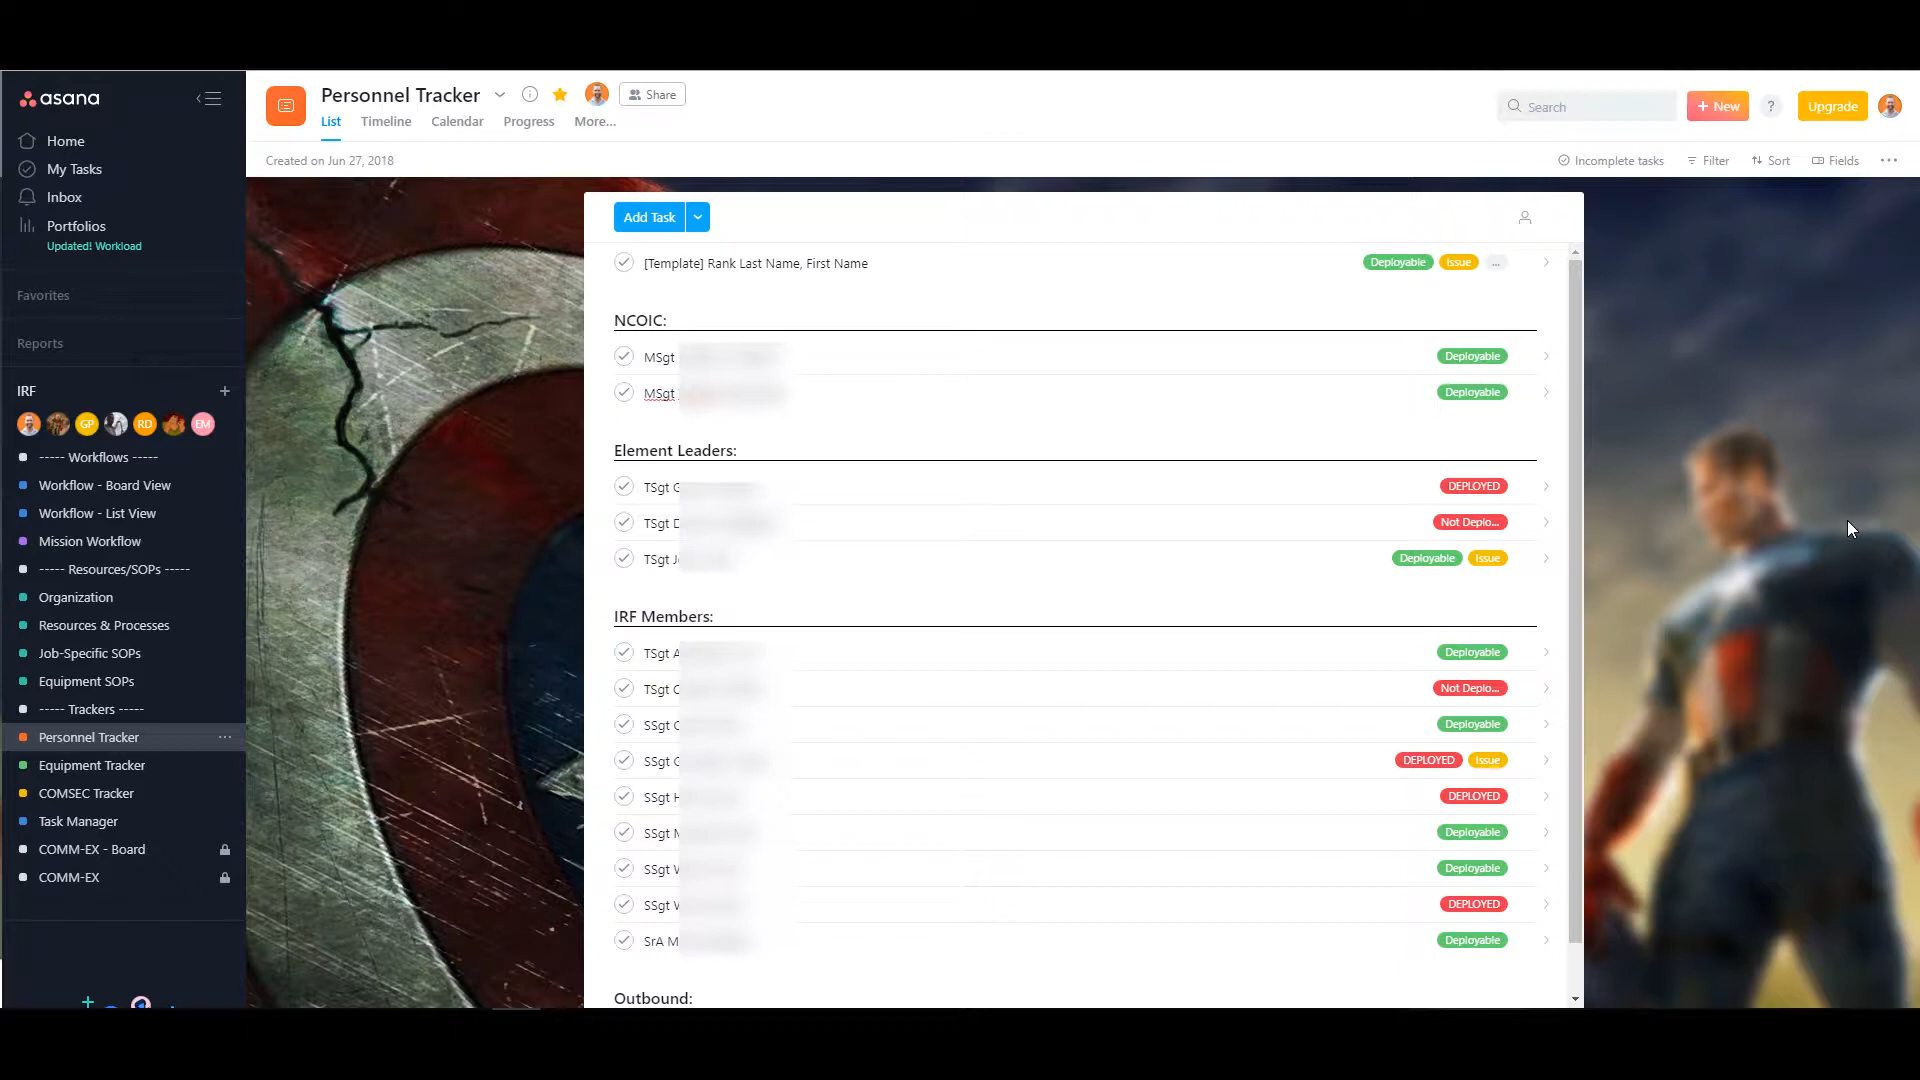 asana
Home
My Tasks
Inbox
Portfolios
Updated! Workload
Favorites
Reports
IRF
GP RD EM
----- Workflows -----
Workflow - Board View
Workflow - List View
Mission Workflow
----- Resources/SOPs -----
Organization
Resources & Processes
Job-Specific SOPs
Equipment SOPs
----- Trackers -----
Personnel Tracker ...
Equipment Tracker
COMSEC Tracker
Task Manager
COMM-EX - Board
COMM-EX
Personnel Tracker Share
List Timeline Calendar Progress More...
Search + New ? Upgrade
Created on Jun 27, 2018 Incomplete tasks Filter Sort Fields ...
Add Task
[Template] Rank Last Name, First Name Deployable Issue ...
NCOIC:
MSgt Deployable
MSgt Deployable
Element Leaders:
TSgt G DEPLOYED
TSgt D Not Deplo...
TSgt J Deployable Issue
IRF Members:
TSgt A Deployable
TSgt C Not Deplo...
SSgt C Deployable
SSgt G DEPLOYED Issue
SSgt H DEPLOYED
SSgt M Deployable
SSgt W Deployable
SSgt W DEPLOYED
SrA M Deployable
Outbound: